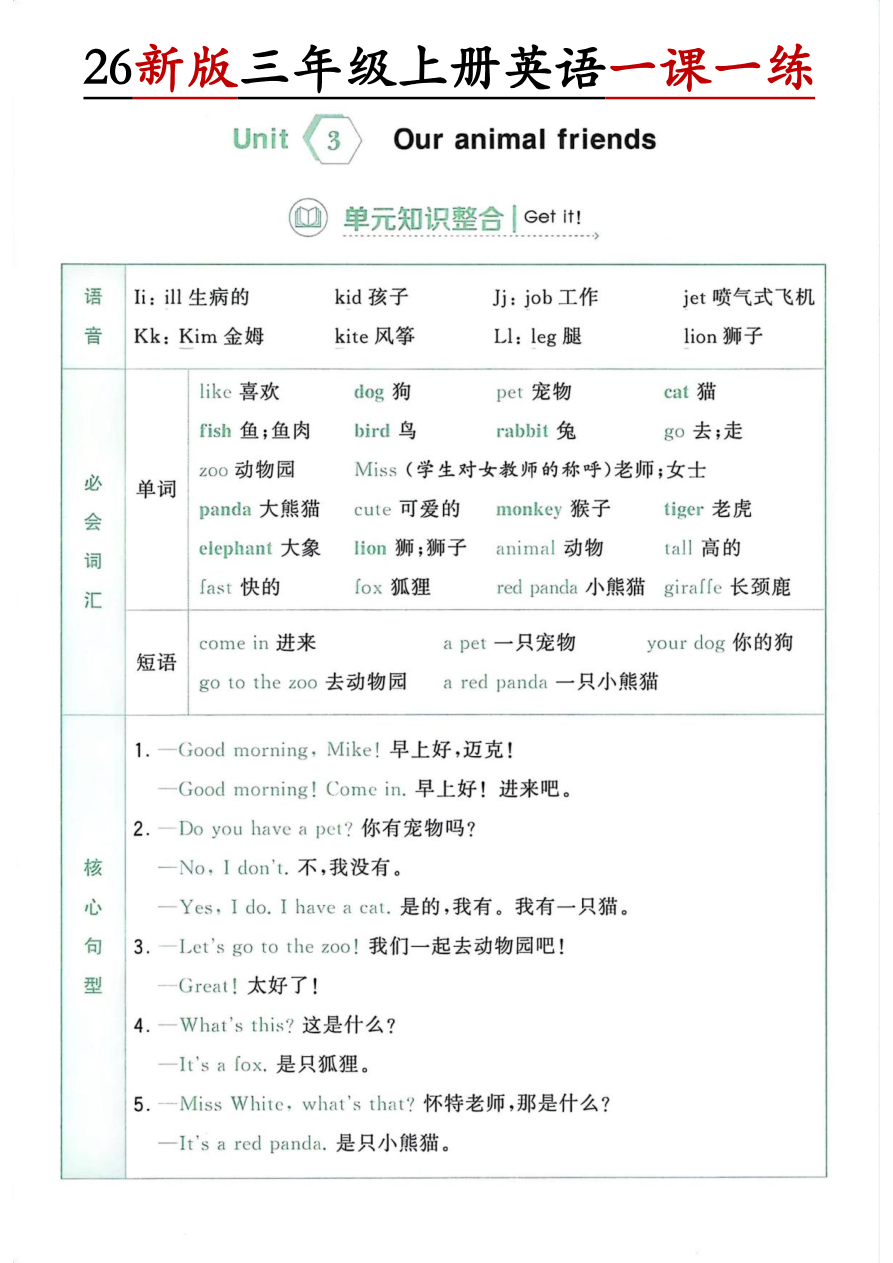 26新版三年级上册英语一课一练
Unit 3 Our animal friends
单元知识整合 | Get it!
语音
Ii：ill 生病的 kid 孩子 Jj：job 工作 jet 喷气式飞机
Kk：Kim 金姆 kite 风筝 Ll：leg 腿 lion 狮子
必会词汇
单词
like 喜欢 dog 狗 pet 宠物 cat 猫
fish 鱼;鱼肉 bird 鸟 rabbit 兔 go 去;走
zoo 动物园 Miss (学生对女教师的称呼)老师;女士
panda 大熊猫 cute 可爱的 monkey 猴子 tiger 老虎
elephant 大象 lion 狮;狮子 animal 动物 tall 高的
fast 快的 fox 狐狸 red panda 小熊猫 giraffe 长颈鹿
短语
come in 进来 a pet 一只宠物 your dog 你的狗
go to the zoo 去动物园 a red panda 一只小熊猫
核心句型
1. —Good morning, Mike! 早上好,迈克!
—Good morning! Come in. 早上好! 进来吧。
2. —Do you have a pet? 你有宠物吗?
—No, I don't. 不,我没有。
—Yes, I do. I have a cat. 是的,我有。我有一只猫。
3. —Let's go to the zoo! 我们一起去动物园吧!
—Great! 太好了!
4. —What's this? 这是什么?
—It's a fox. 是只狐狸。
5. —Miss White, what's that? 怀特老师,那是什么?
—It's a red panda. 是只小熊猫。